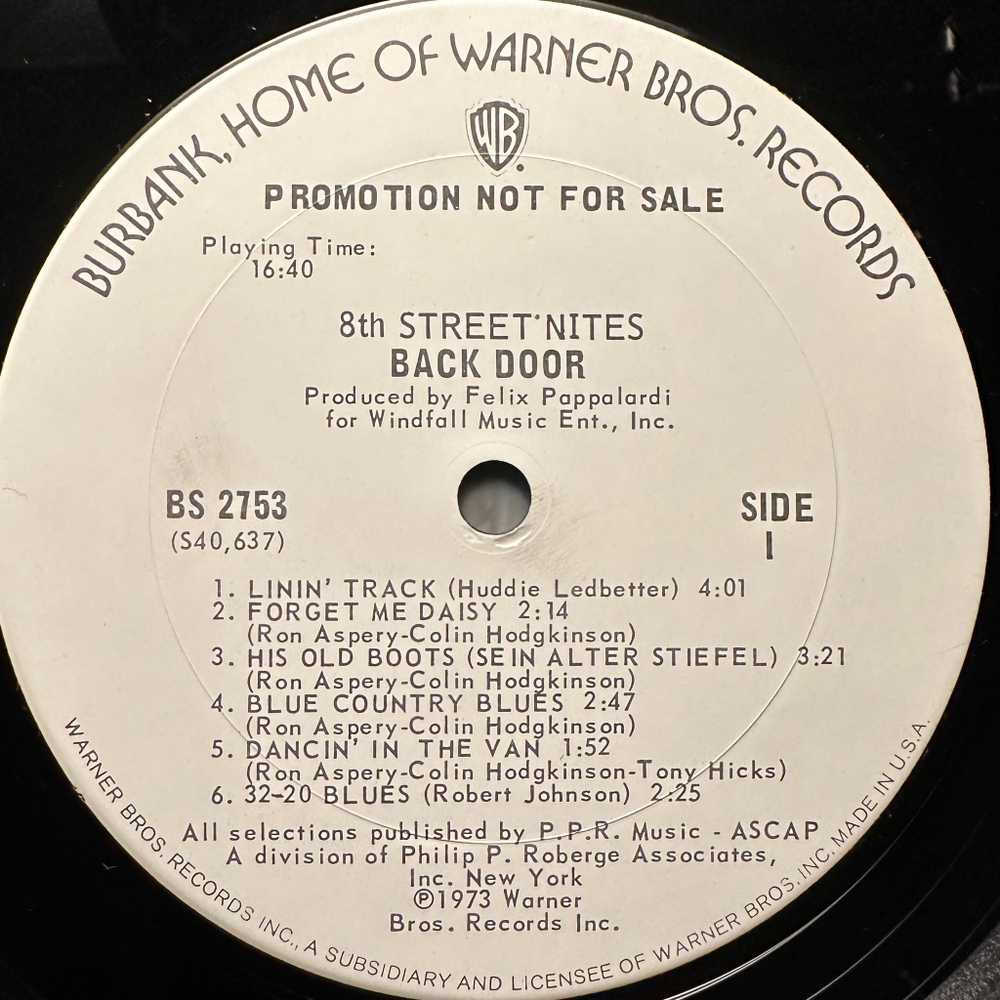 BURBANK, HOME OF WARNER BROS. RECORDS
WB
PROMOTION NOT FOR SALE
Playing Time:
16:40
8th STREET NITES
BACK DOOR
Produced by Felix Pappalardi
for Windfall Music Ent., Inc.
BS 2753
(S40,637)
SIDE
1
1. LININ' TRACK (Huddie Ledbetter) 4:01
2. FORGET ME DAISY 2:14
(Ron Aspery-Colin Hodgkinson)
3. HIS OLD BOOTS (SEIN ALTER STIEFEL) 3:21
(Ron Aspery-Colin Hodgkinson)
4. BLUE COUNTRY BLUES 2:47
(Ron Aspery-Colin Hodgkinson)
5. DANCIN' IN THE VAN 1:52
(Ron Aspery-Colin Hodgkinson-Tony Hicks)
6. 32-20 BLUES (Robert Johnson) 2:25
All selections published by P.P.R. Music - ASCAP
A division of Philip P. Roberge Associates,
Inc. New York
℗1973 Warner
Bros. Records Inc.
WARNER BROS. RECORDS INC., A SUBSIDIARY AND LICENSEE OF WARNER BROS. INC. MADE IN U.S.A.